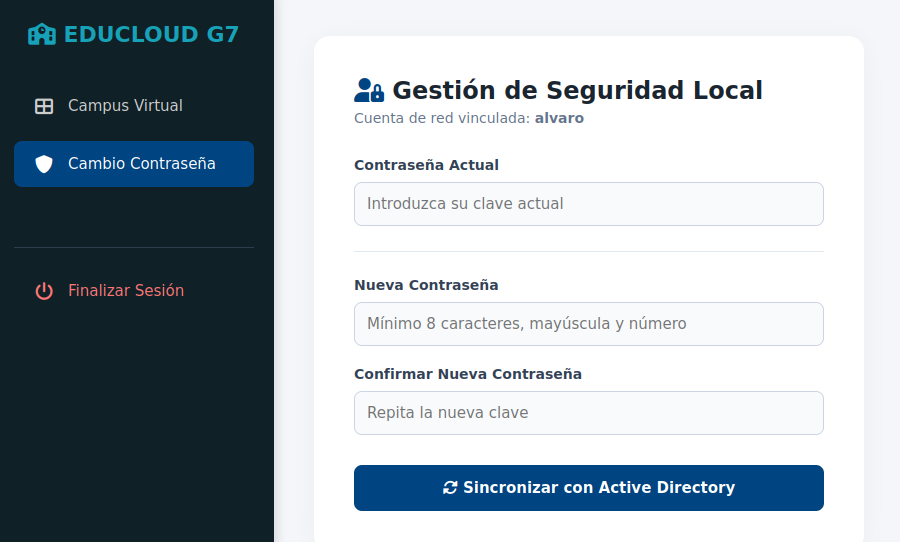 EDUCLOUD G7
Campus Virtual
Cambio Contraseña
Finalizar Sesión
Gestión de Seguridad Local
Cuenta de red vinculada: alvaro
Contraseña Actual
Introduzca su clave actual
Nueva Contraseña
Mínimo 8 caracteres, mayúscula y número
Confirmar Nueva Contraseña
Repita la nueva clave
Sincronizar con Active Directory